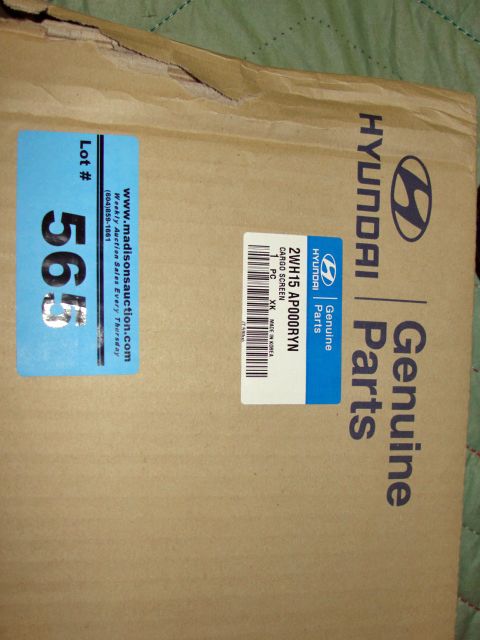 HYUNDAI
Genuine
Parts
HYUNDAI
Genuine
Parts
2WH15 AP000RYN
CARGO SCREEN
1 PC XK MADE IN KOREA
www.madisonsauction.com
Weekly Auction Sales Every Thursday
(804)859-1661
Lot #
565